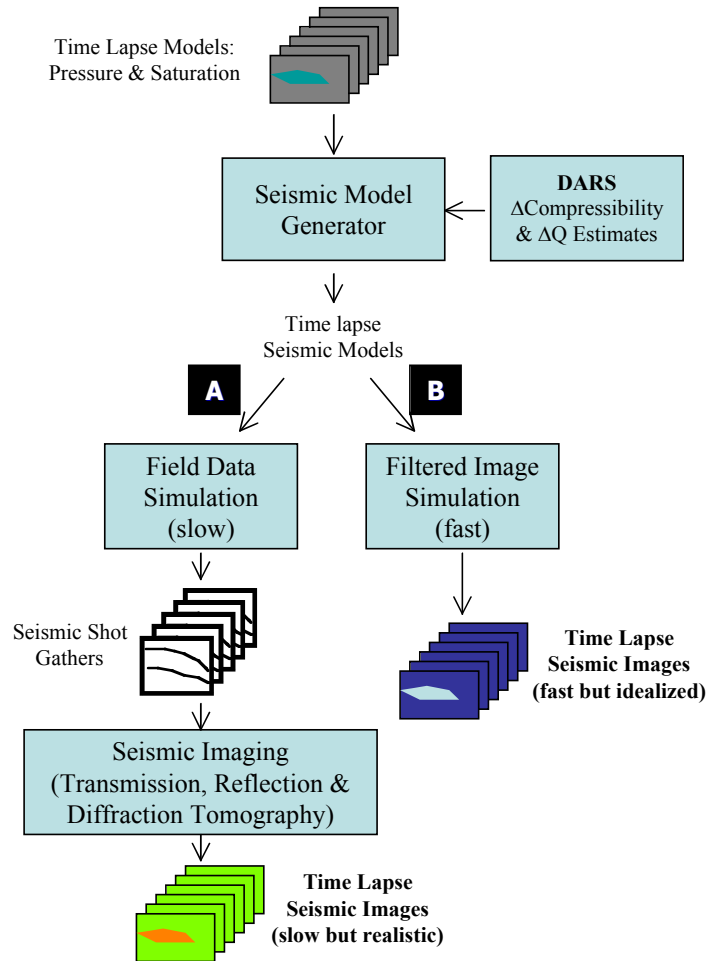 Time Lapse Models:
Pressure & Saturation
Seismic Model
Generator
DARS
ΔCompressibility
& ΔQ Estimates
Time lapse
Seismic Models
A
B
Field Data
Simulation
(slow)
Filtered Image
Simulation
(fast)
Seismic Shot
Gathers
Time Lapse
Seismic Images
(fast but idealized)
Seismic Imaging
(Transmission, Reflection &
Diffraction Tomography)
Time Lapse
Seismic Images
(slow but realistic)